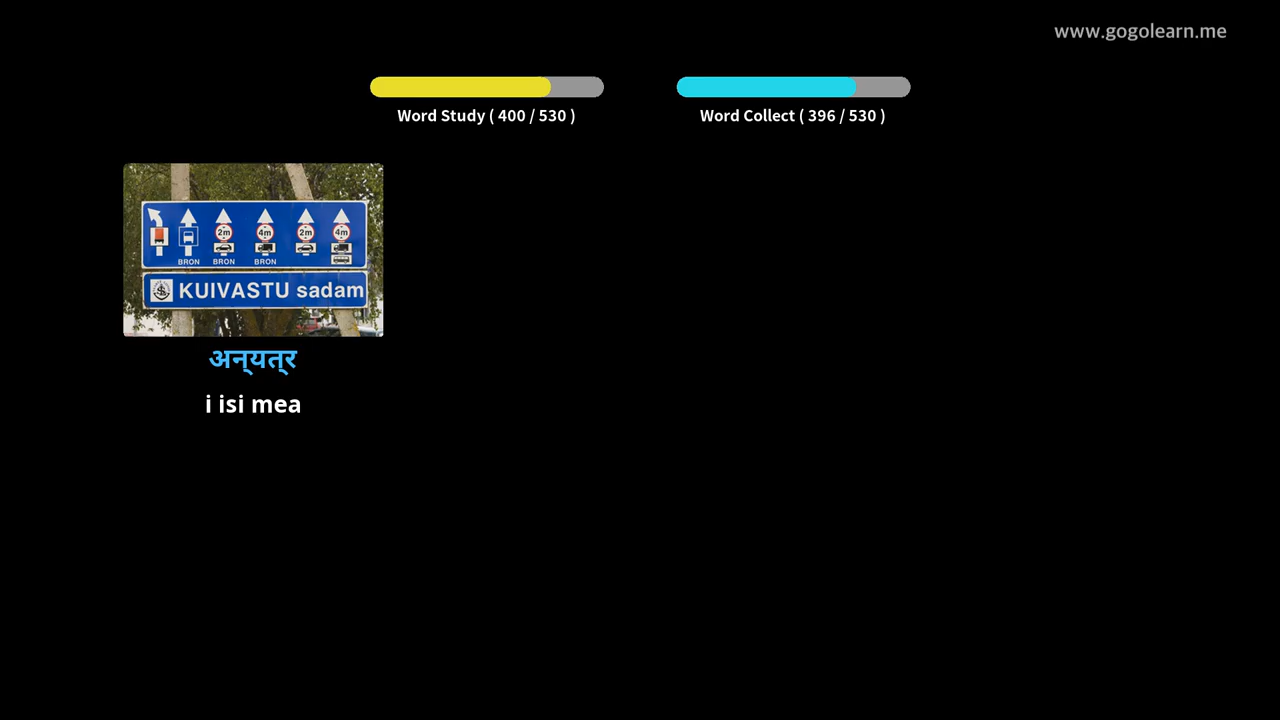 www.gogolearn.me
Word Study ( 400 / 530 )
Word Collect ( 396 / 530 )
2m 4m 2m 4m
BRON BRON BRON
KUIVASTU sadam
अन्‌यत्‌र
i isi mea